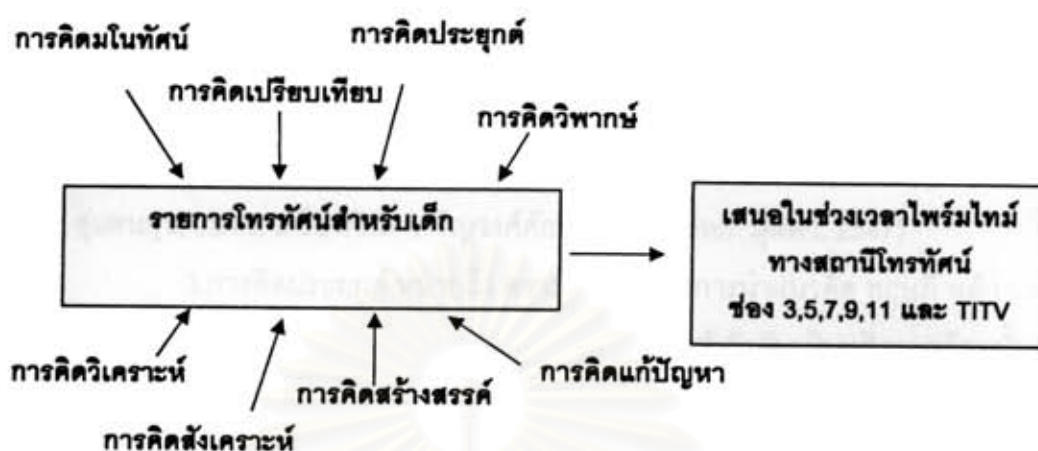 การคิดมโนทัศน์
การคิดประยุกต์
การคิดเปรียบเทียบ
การคิดวิพากษ์
รายการโทรทัศน์สำหรับเด็ก
เสนอในช่วงเวลาไพร์มไทม์
ทางสถานีโทรทัศน์
ช่อง 3,5,7,9,11 และ TITV
การคิดวิเคราะห์
การคิดสร้างสรรค์
การคิดแก้ปัญหา
การคิดสังเคราะห์